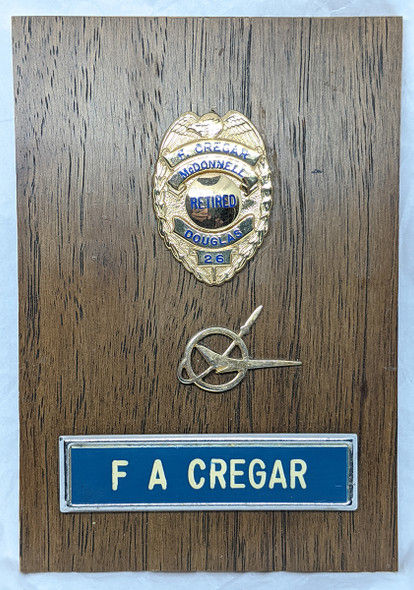 H. CREGAR
McDONNELL
RETIRED
DOUGLAS
26
F A CREGAR